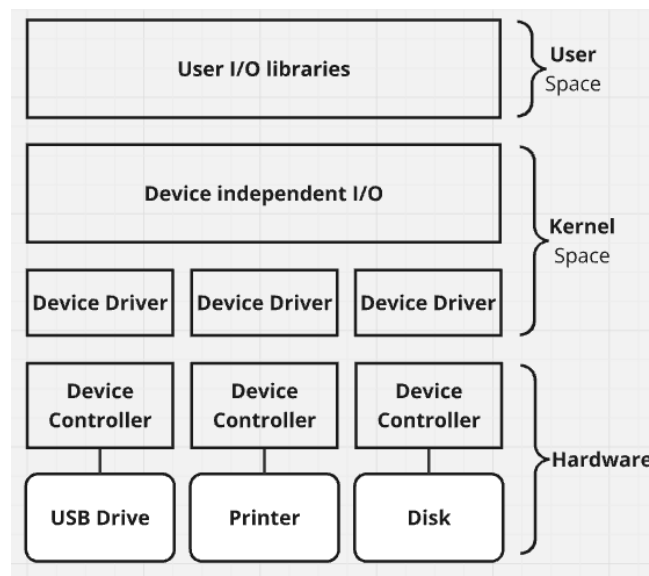 User I/O libraries
User
Space
Device independent I/O
Kernel
Space
Device Driver Device Driver Device Driver
Device Device Device
Controller Controller Controller
Hardware
USB Drive Printer Disk